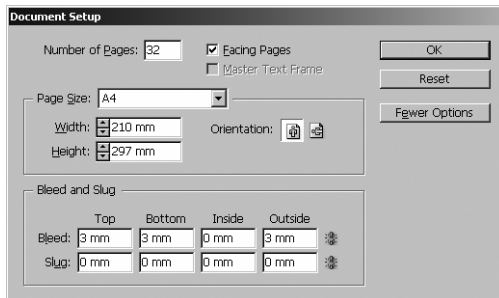 Document Setup
Number of Pages: 32
Facing Pages
OK
Master Text Frame
Reset
Page Size: A4
Fewer Options
Width: 210 mm
Orientation:
Height: 297 mm
Bleed and Slug
Top Bottom Inside Outside
Bleed: 3 mm 3 mm 0 mm 3 mm
Slug: 0 mm 0 mm 0 mm 0 mm